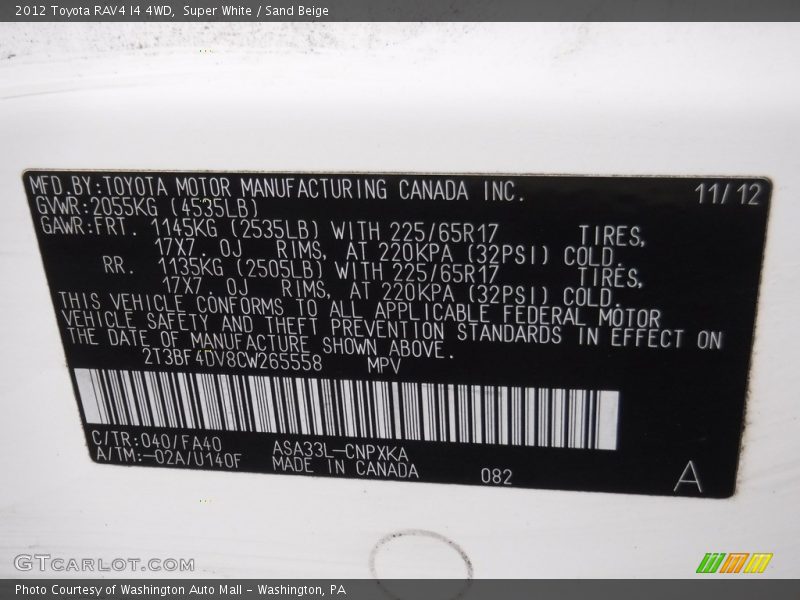 2012 Toyota RAV4 I4 4WD,  Super White / Sand Beige
MFD.BY:TOYOTA MOTOR MANUFACTURING CANADA INC. 11/12
GVWR:2055KG (4535LB)
GAWR:FRT. 1145KG (2535LB) WITH 225/65R17 TIRES,
17X7. OJ RIMS, AT 220KPA (32PSI) COLD.
RR. 1135KG (2505LB) WITH 225/65R17 TIRES,
17X7. OJ RIMS, AT 220KPA (32PSI) COLD.
THIS VEHICLE CONFORMS TO ALL APPLICABLE FEDERAL MOTOR
VEHICLE SAFETY AND THEFT PREVENTION STANDARDS IN EFFECT ON
THE DATE OF MANUFACTURE SHOWN ABOVE.
2T3BF4DV8CW265558 MPV
C/TR:040/FA40 ASA33L-CNPXKA
A/TM:-02A/U140F MADE IN CANADA 082 A
GTCARLOT.COM
Photo Courtesy of Washington Auto Mall - Washington, PA